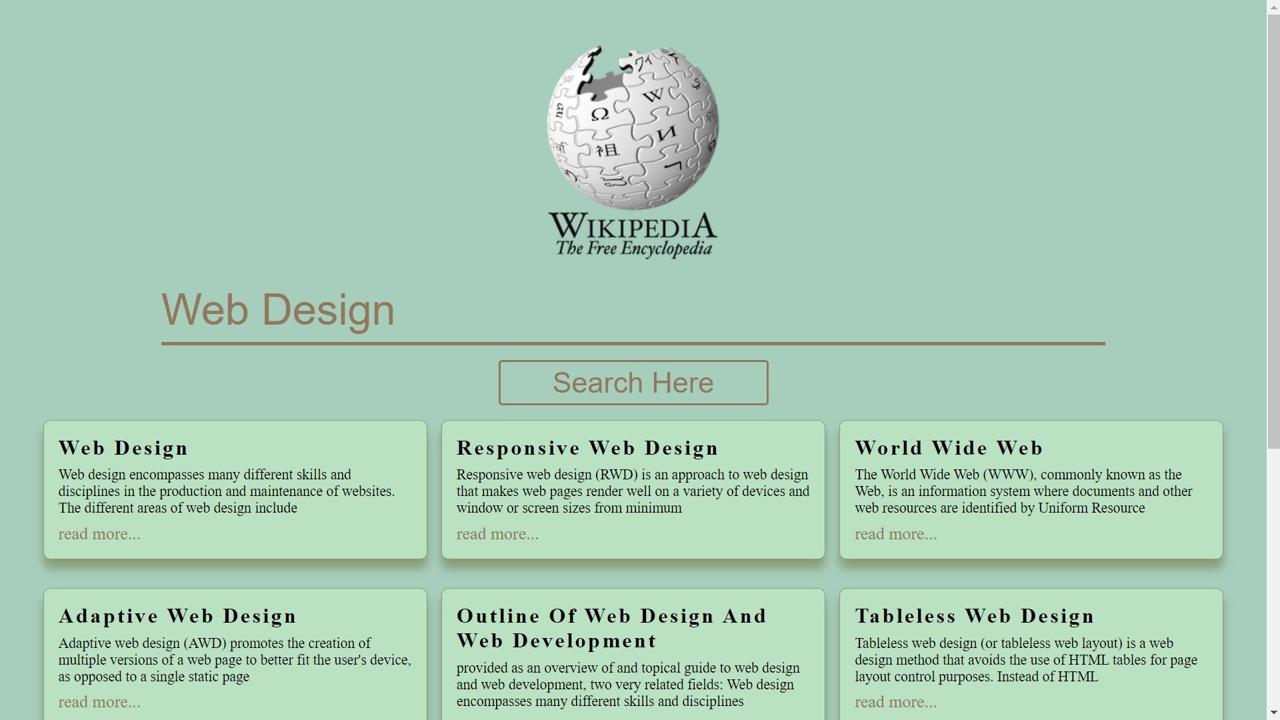 Ω W И 祖
WIKIPEDIA
The Free Encyclopedia
Web Design
Search Here
Web Design
Web design encompasses many different skills and
disciplines in the production and maintenance of websites.
The different areas of web design include
read more...
Responsive Web Design
Responsive web design (RWD) is an approach to web design
that makes web pages render well on a variety of devices and
window or screen sizes from minimum
read more...
World Wide Web
The World Wide Web (WWW), commonly known as the
Web, is an information system where documents and other
web resources are identified by Uniform Resource
read more...
Adaptive Web Design
Adaptive web design (AWD) promotes the creation of
multiple versions of a web page to better fit the user's device,
as opposed to a single static page
read more...
Outline Of Web Design And
Web Development
provided as an overview of and topical guide to web design
and web development, two very related fields: Web design
encompasses many different skills and disciplines
Tableless Web Design
Tableless web design (or tableless web layout) is a web
design method that avoids the use of HTML tables for page
layout control purposes. Instead of HTML
read more...